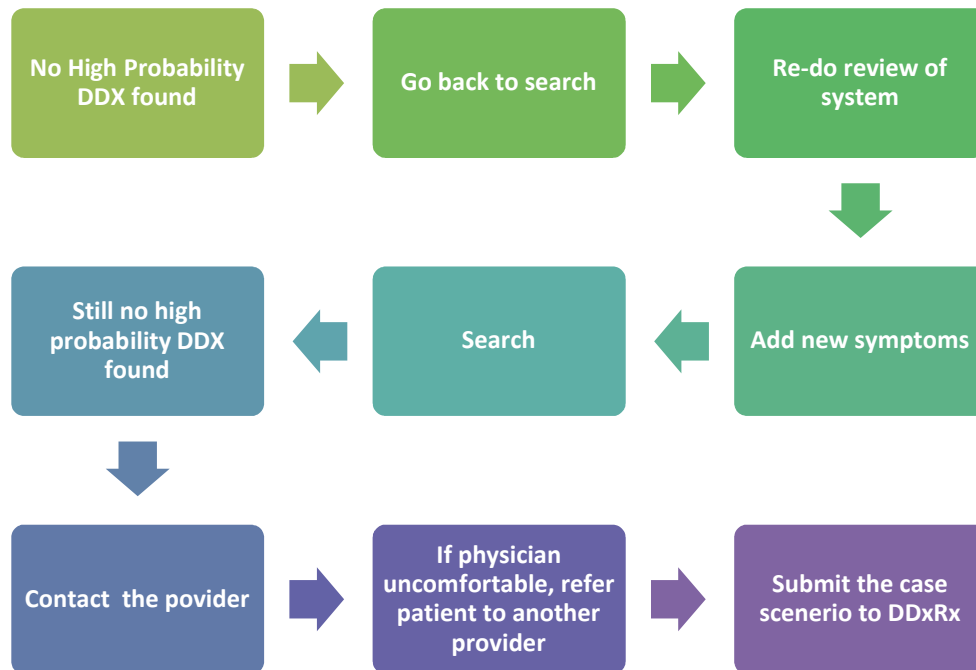 No High Probability
DDX found
Go back to search
Re-do review of
system
Add new symptoms
Search
Still no high
probability DDX
found
Contact  the povider
If physician
uncomfortable, refer
patient to another
provider
Submit the case
scenerio to DDxRx